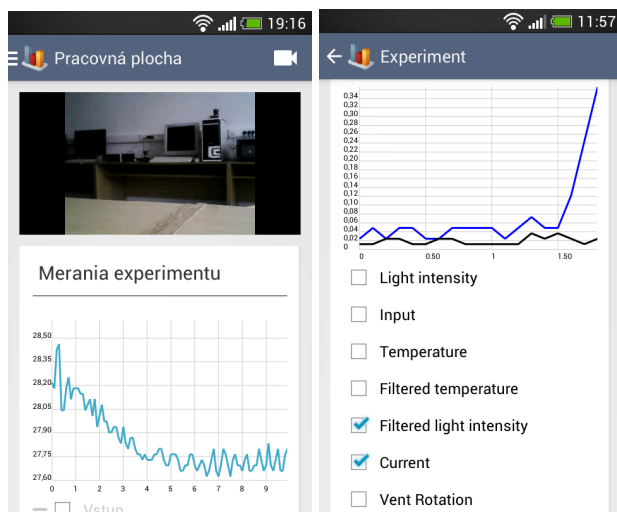 19:16
Pracovná plocha
Merania experimentu
28,50
28,35
28,20
28,05
27,90
27,75
27,60
0 1 2 3 4 5 6 7 8 9
Vstup
11:57
Experiment
0,34
0,32
0,30
0,28
0,26
0,24
0,22
0,20
0,18
0,16
0,14
0,12
0,10
0,08
0,06
0,04
0,02
0
0 0.50 1 1.50
Light intensity
Input
Temperature
Filtered temperature
Filtered light intensity
Current
Vent Rotation